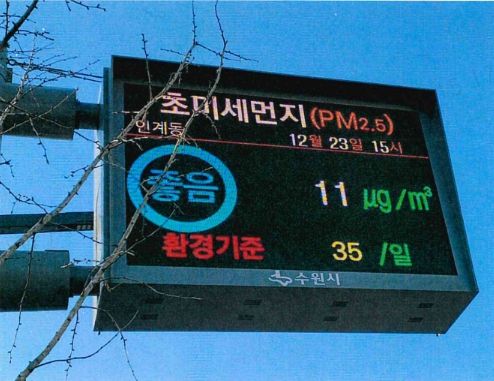 초미세먼지(PM2.5)
인계동
12월 23일 15시
좋음
11 µg/m³
환경기준 35 /일
수원시